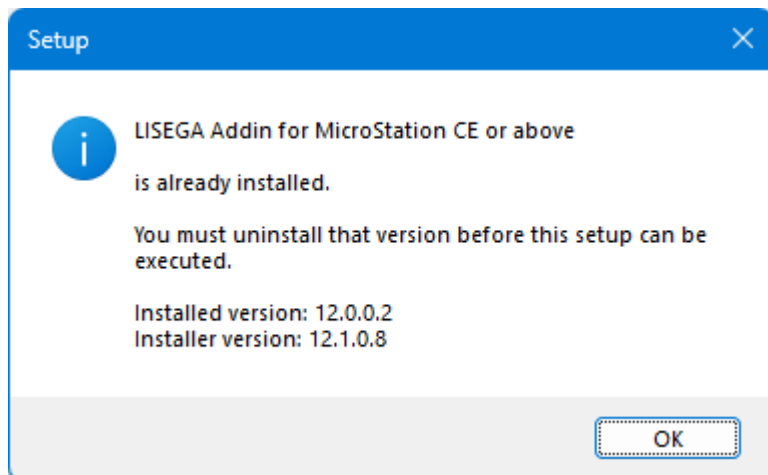 Setup
LISEGA Addin for MicroStation CE or above
is already installed.
You must uninstall that version before this setup can be
executed.
Installed version: 12.0.0.2
Installer version: 12.1.0.8
OK